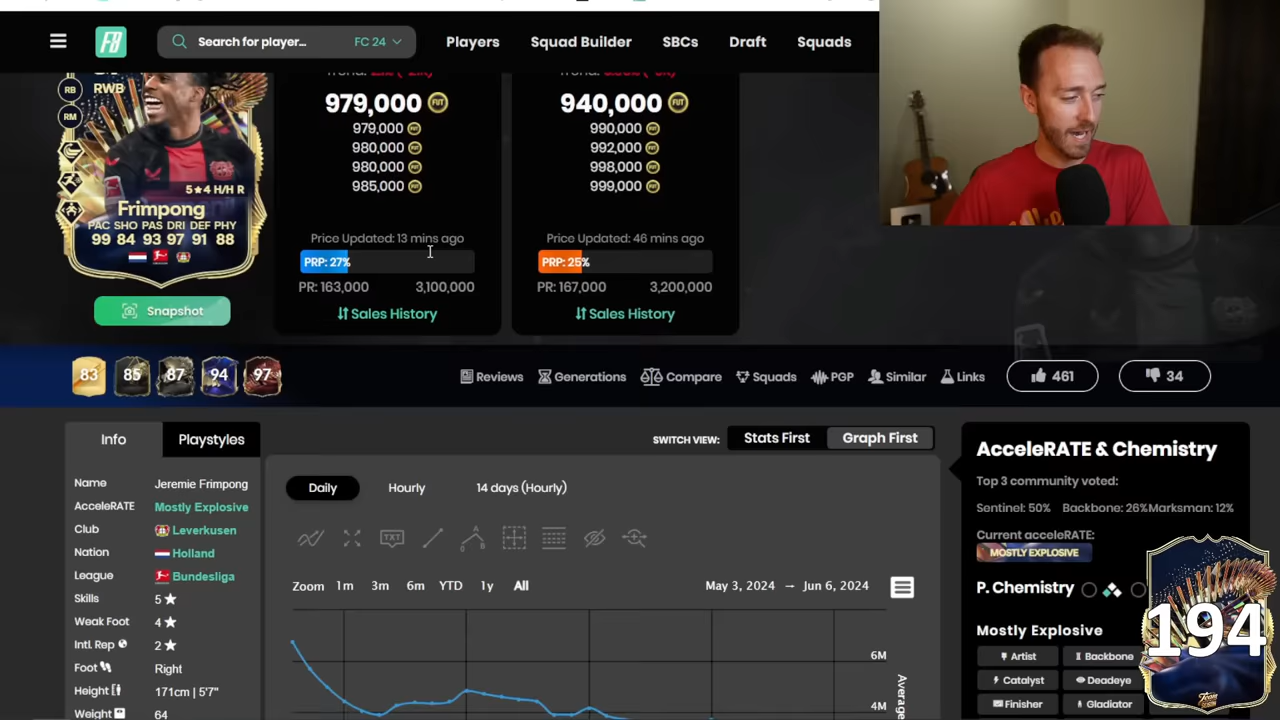 Search for player...
FC 24
Players
Squad Builder
SBCs
Draft
Squads
RB
RWB
RM
5★4 H/H R
Frimpong
PAC SHO PAS DRI DEF PHY
99 84 93 97 91 88
Snapshot
979,000
979,000
980,000
980,000
985,000
Price Updated: 13 mins ago
PRP: 27%
PR: 163,000
3,100,000
Sales History
940,000
990,000
992,000
998,000
999,000
Price Updated: 46 mins ago
PRP: 25%
PR: 167,000
3,200,000
Sales History
83
85
87
94
97
Reviews
Generations
Compare
Squads
PGP
Similar
Links
461
34
Info
Playstyles
SWITCH VIEW:
Stats First
Graph First
Name Jeremie Frimpong
AcceleRATE Mostly Explosive
Club Leverkusen
Nation Holland
League Bundesliga
Skills 5 ★
Weak Foot 4 ★
Intl. Rep 2 ★
Foot Right
Height 171cm | 5'7"
Weight 64
Daily
Hourly
14 days (Hourly)
TXT
Zoom 1m 3m 6m YTD 1y All
May 3, 2024 → Jun 6, 2024
6M
4M
Average
AcceleRATE & Chemistry
Top 3 community voted:
Sentinel: 50% Backbone: 26% Marksman: 12%
Current acceleRATE:
MOSTLY EXPLOSIVE
P. Chemistry
Mostly Explosive
Artist
Backbone
Catalyst
Deadeye
Finisher
Gladiator
194